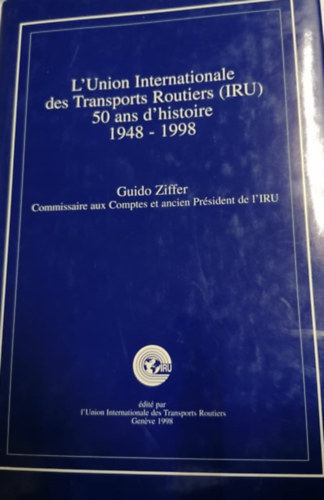 L'Union Internationale
des Transports Routiers (IRU)
50 ans d'histoire
1948 - 1998
Guido Ziffer
Commissaire aux Comptes et ancien Président de l'IRU
IRU
édité par
l'Union Internationale des Transports Routiers
Genève 1998